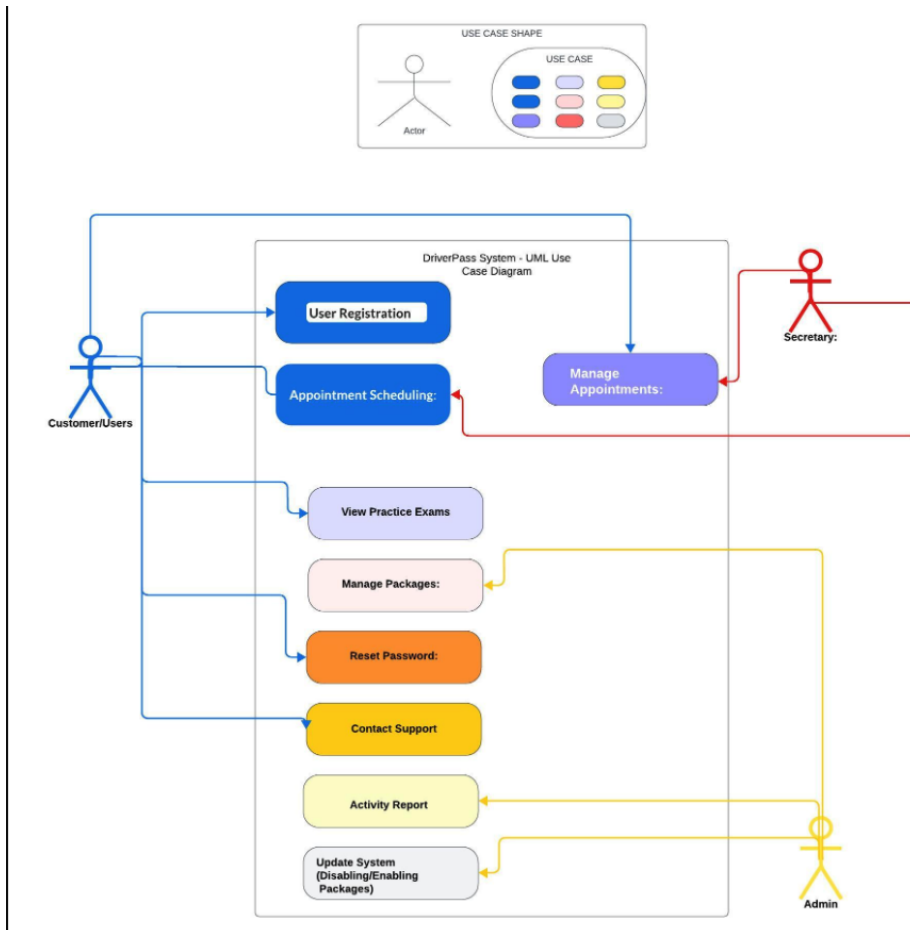 USE CASE SHAPE
USE CASE
Actor
DriverPass System - UML Use
Case Diagram
User Registration
Secretary:
Manage
Appointments:
Appointment Scheduling:
Customer/Users
View Practice Exams
Manage Packages:
Reset Password:
Contact Support
Activity Report
Update System
(Disabling/Enabling
Packages)
Admin